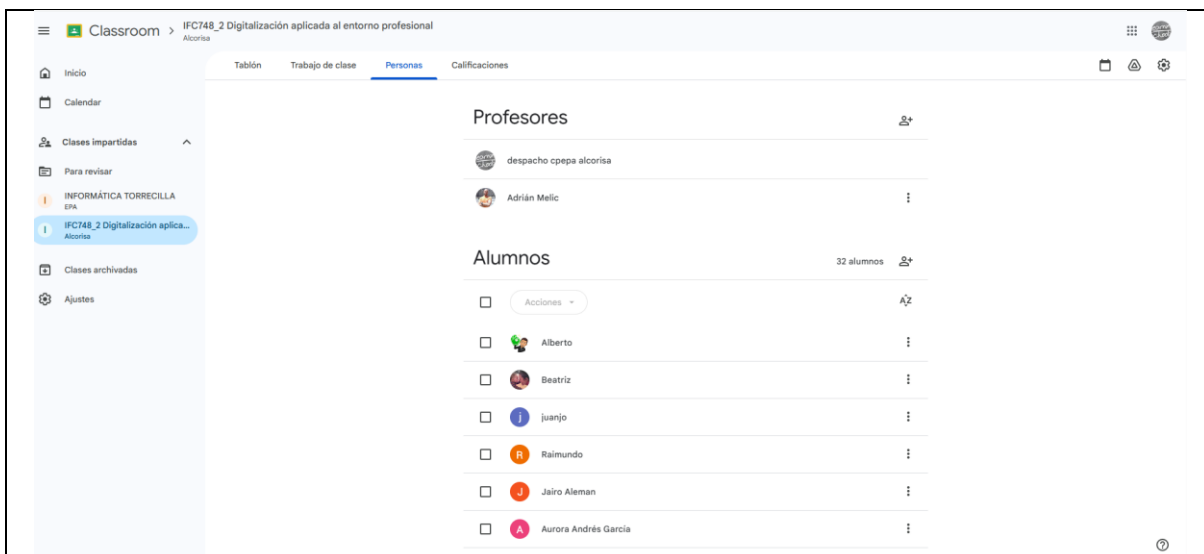 Classroom > IFC748_2 Digitalización aplicada al entorno profesional
Alcorisa
Inicio
Calendar
Clases impartidas
Para revisar
I INFORMÁTICA TORRECILLA
EPA
I IFC748_2 Digitalización aplica...
Alcorisa
Clases archivadas
Ajustes
Tablón Trabajo de clase Personas Calificaciones
Profesores
despacho cpepa alcorisa
Adrián Melic
Alumnos 32 alumnos
Acciones AZ
Alberto
Beatriz
j juanjo
R Raimundo
J Jairo Aleman
A Aurora Andrés García